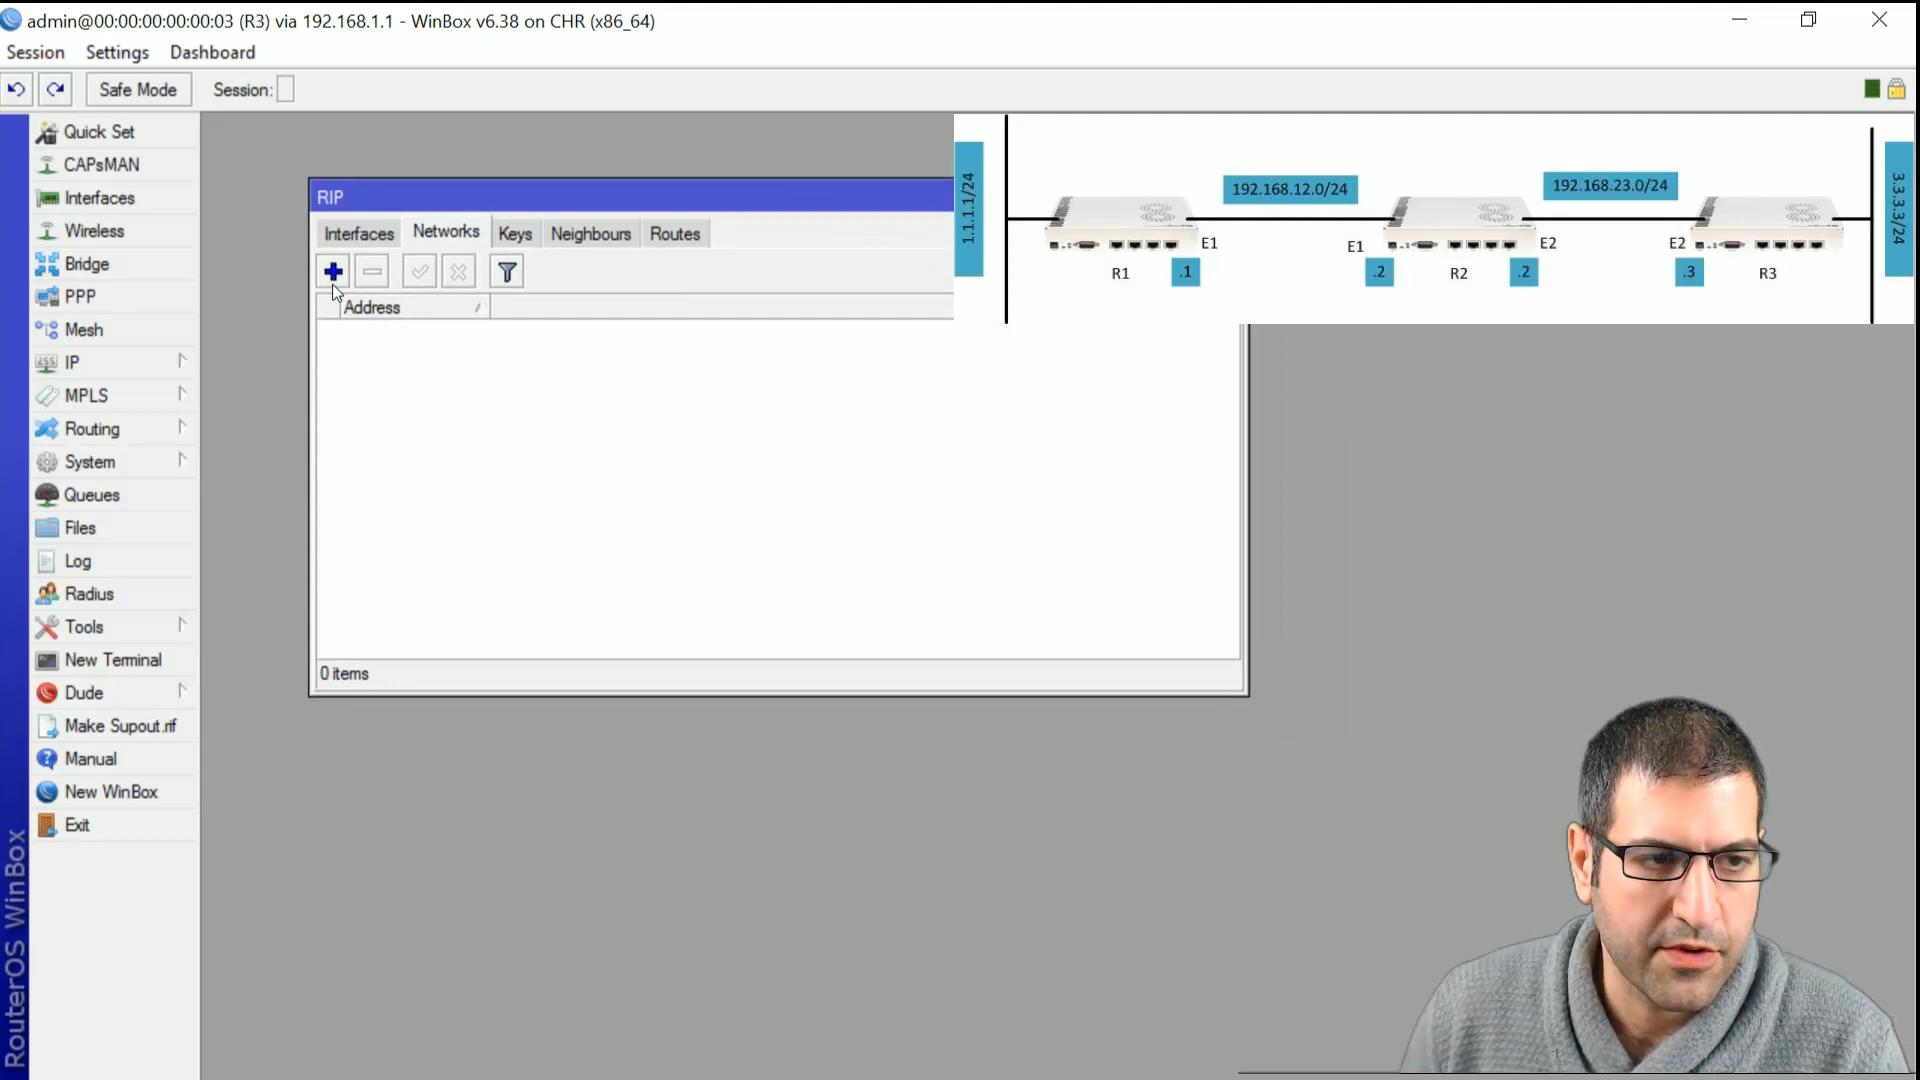 admin@00:00:00:00:00:03 (R3) via 192.168.1.1 - WinBox v6.38 on CHR (x86_64)
Session Settings Dashboard
Safe Mode Session:
Quick Set
CAPsMAN
Interfaces
Wireless
Bridge
PPP
Mesh
255
IP
MPLS
Routing
System
Queues
Files
Log
Radius
Tools
New Terminal
Dude
Make Supout.rif
Manual
New WinBox
Exit
RouterOS WinBox
RIP
Interfaces Networks Keys Neighbours Routes
Address
0 items
1.1.1.1/24
192.168.12.0/24
192.168.23.0/24
3.3.3.3/24
E1 E1 E2 E2
R1 .1 .2 R2 .2 .3 R3